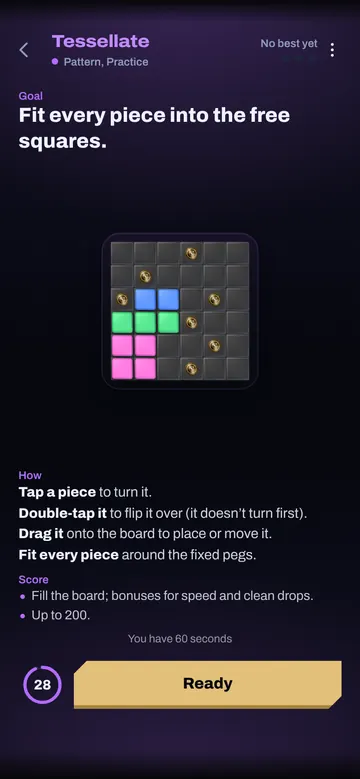 Tessellate
No best yet
Pattern, Practice
Goal
Fit every piece into the free
squares.
How
Tap a piece to turn it.
Double-tap it to flip it over (it doesn’t turn first).
Drag it onto the board to place or move it.
Fit every piece around the fixed pegs.
Score
Fill the board; bonuses for speed and clean drops.
Up to 200.
You have 60 seconds
28
Ready